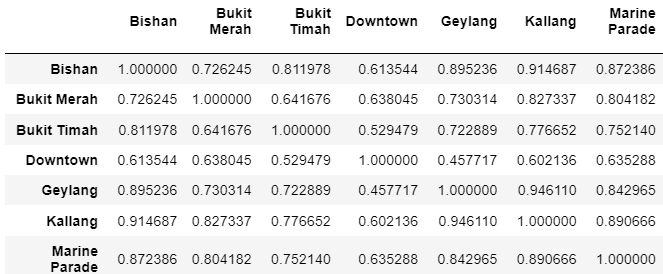 Bishan Bukit Merah Bukit Timah Downtown Geylang Kallang Marine Parade
Bishan 1.000000 0.726245 0.811978 0.613544 0.895236 0.914687 0.872386
Bukit Merah 0.726245 1.000000 0.641676 0.638045 0.730314 0.827337 0.804182
Bukit Timah 0.811978 0.641676 1.000000 0.529479 0.722889 0.776652 0.752140
Downtown 0.613544 0.638045 0.529479 1.000000 0.457717 0.602136 0.635288
Geylang 0.895236 0.730314 0.722889 0.457717 1.000000 0.946110 0.842965
Kallang 0.914687 0.827337 0.776652 0.602136 0.946110 1.000000 0.890666
Marine Parade 0.872386 0.804182 0.752140 0.635288 0.842965 0.890666 1.000000